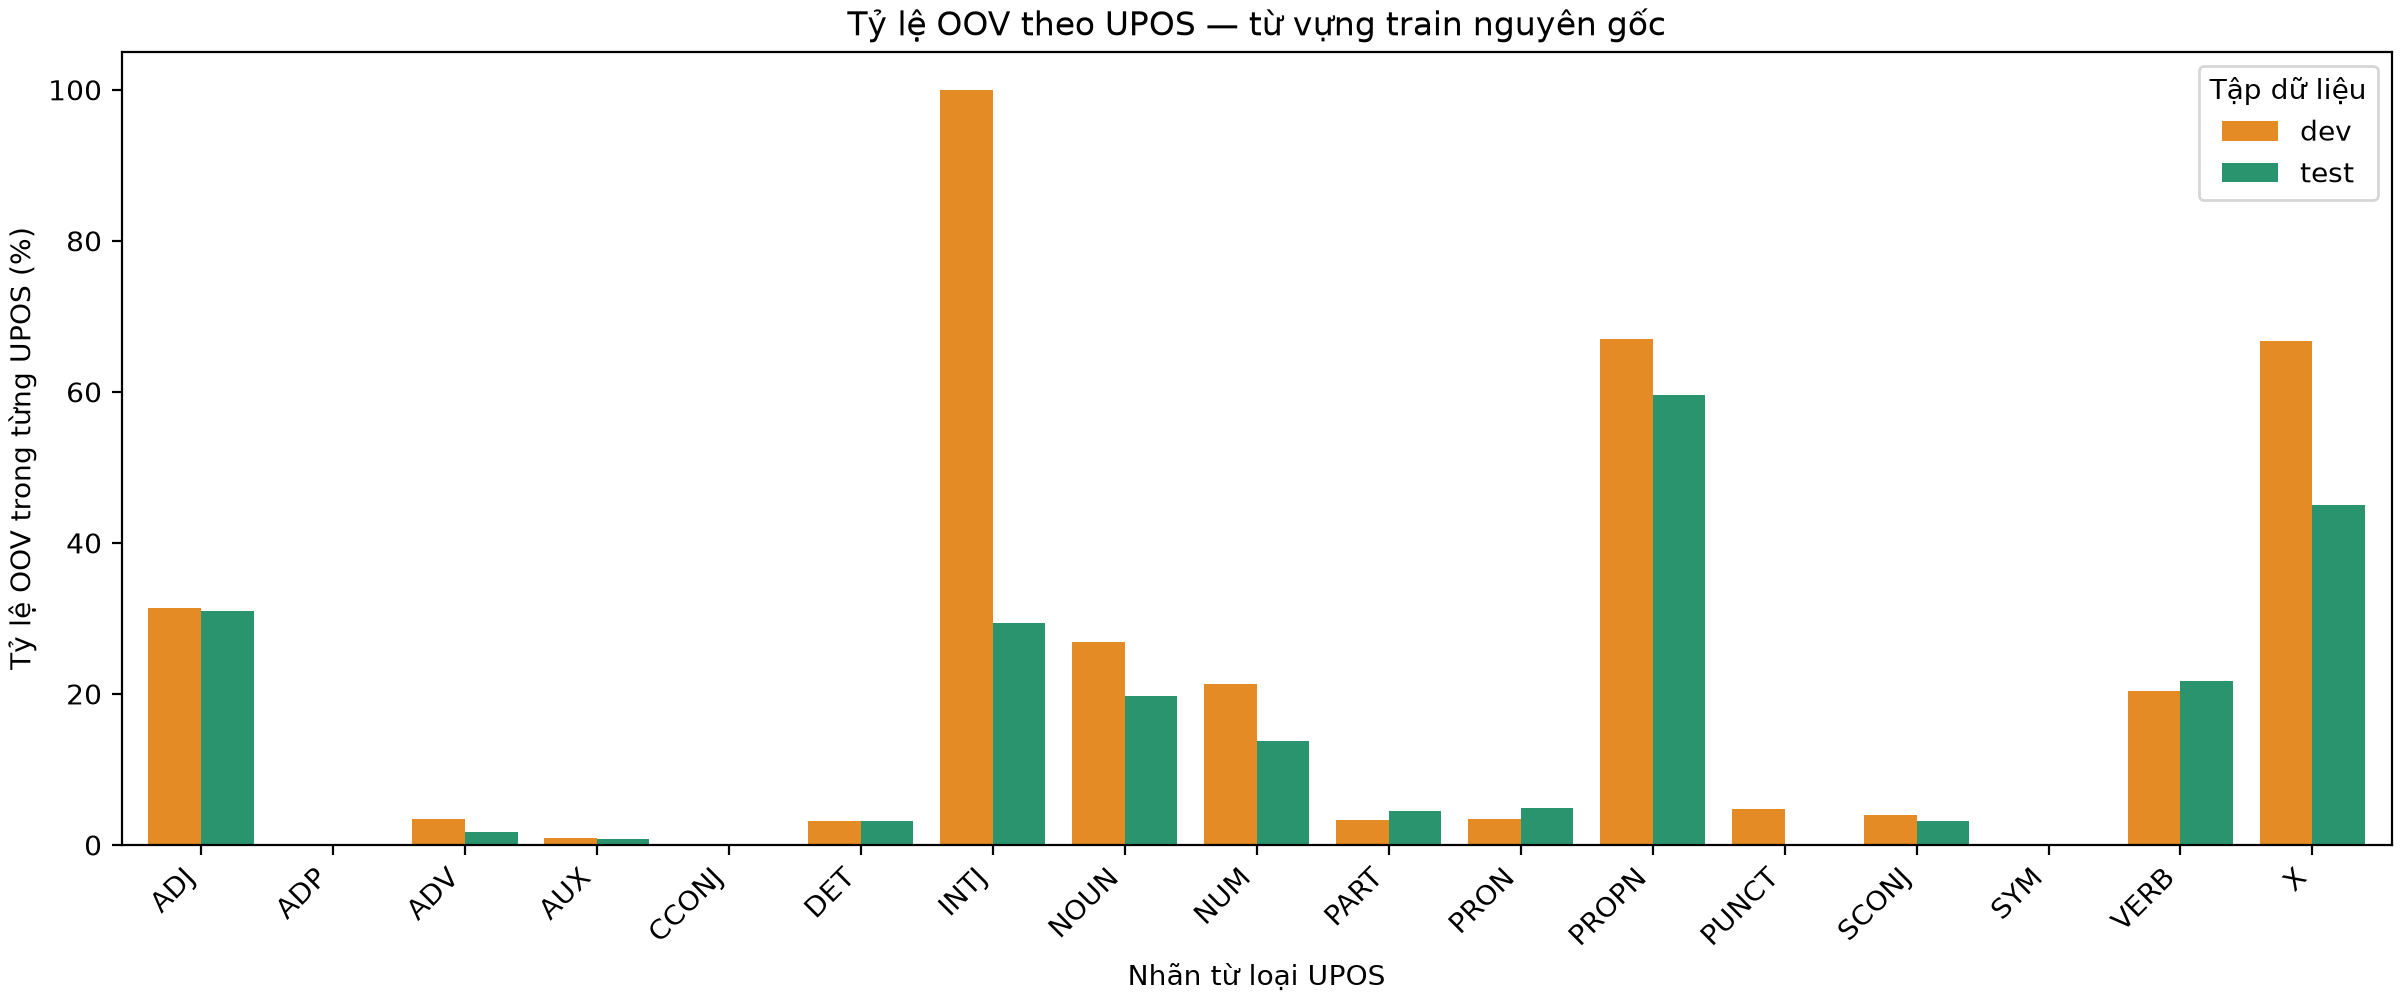 Tỷ lệ OOV theo UPOS — từ vựng train nguyên gốc
Tỷ lệ OOV trong từng UPOS (%)
100
80
60
40
20
0
Tập dữ liệu
dev
test
ADJ
ADP
ADV
AUX
CCONJ
DET
INTJ
NOUN
NUM
PART
PRON
PROPN
PUNCT
SCONJ
SYM
VERB
X
Nhãn từ loại UPOS